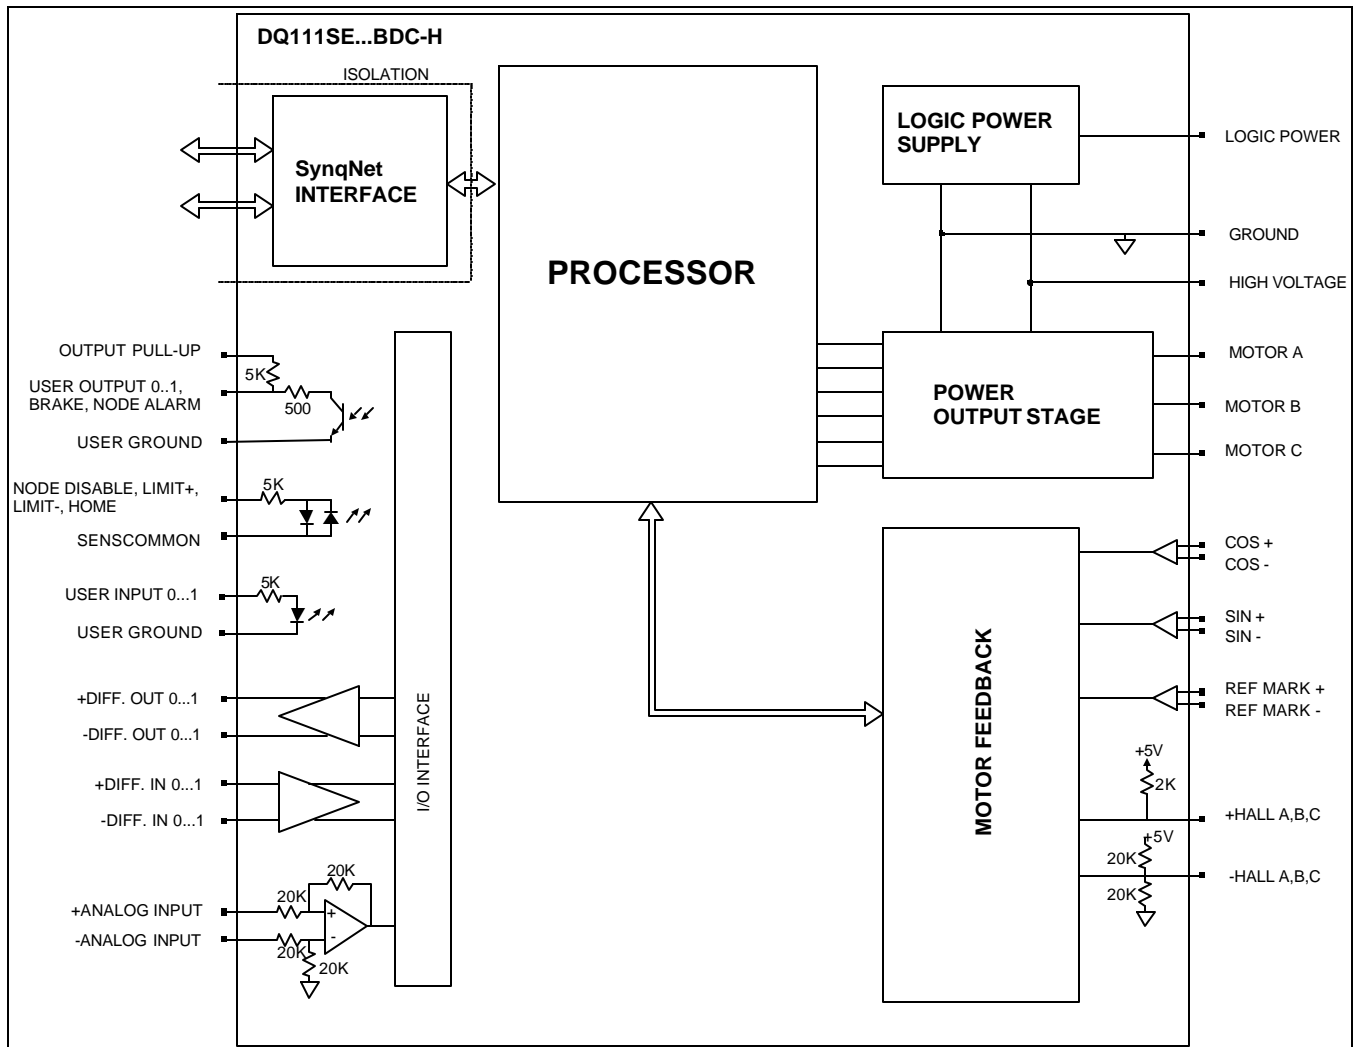 DQ111SE...BDC-H
ISOLATION
SynqNet
INTERFACE
PROCESSOR
LOGIC POWER
SUPPLY
LOGIC POWER
GROUND
HIGH VOLTAGE
POWER
OUTPUT STAGE
MOTOR A
MOTOR B
MOTOR C
OUTPUT PULL-UP
5K
USER OUTPUT 0..1,
BRAKE, NODE ALARM
500
USER GROUND
NODE DISABLE, LIMIT+,
LIMIT-, HOME
5K
SENSCOMMON
USER INPUT 0...1
5K
USER GROUND
+DIFF. OUT 0...1
-DIFF. OUT 0...1
+DIFF. IN 0...1
-DIFF. IN 0...1
20K
20K
+ANALOG INPUT
+
-ANALOG INPUT
-
20K
20K
I/O INTERFACE
MOTOR FEEDBACK
COS +
COS -
SIN +
SIN -
REF MARK +
REF MARK -
+5V
2K
+HALL A,B,C
+5V
20K
-HALL A,B,C
20K